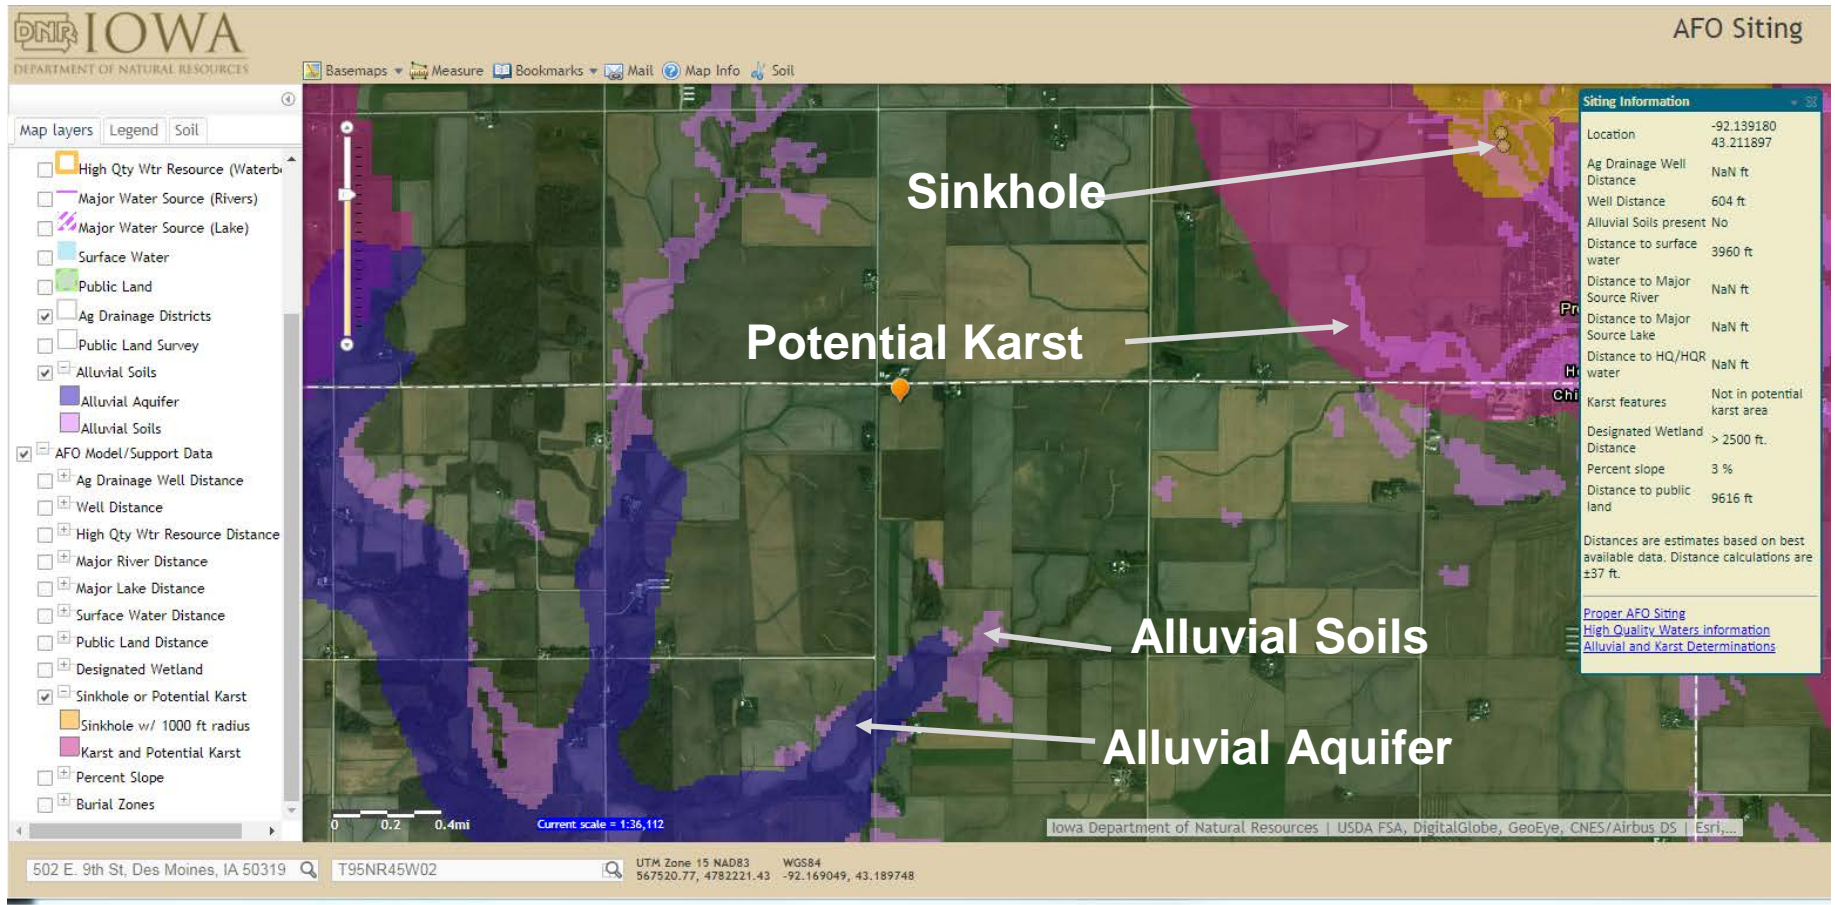 DNR IOWA
DEPARTMENT OF NATURAL RESOURCES
AFO Siting
Basemaps Measure Bookmarks Mail Map Info Soil
Map layers Legend Soil
High Qty Wtr Resource (Waterb
Major Water Source (Rivers)
Major Water Source (Lake)
Surface Water
Public Land
Ag Drainage Districts
Public Land Survey
Alluvial Soils
Alluvial Aquifer
Alluvial Soils
AFO Model/Support Data
Ag Drainage Well Distance
Well Distance
High Qty Wtr Resource Distance
Major River Distance
Major Lake Distance
Surface Water Distance
Public Land Distance
Designated Wetland
Sinkhole or Potential Karst
Sinkhole w/ 1000 ft radius
Karst and Potential Karst
Percent Slope
Burial Zones
Sinkhole
Potential Karst
Alluvial Soils
Alluvial Aquifer
Pr
H
Chi
0 0.2 0.4mi
Current scale = 1:36,112
Iowa Department of Natural Resources | USDA FSA, DigitalGlobe, GeoEye, CNES/Airbus DS | Esri,...
Siting Information
Location -92.139180
43.211897
Ag Drainage Well
Distance NaN ft
Well Distance 604 ft
Alluvial Soils present No
Distance to surface
water 3960 ft
Distance to Major
Source River NaN ft
Distance to Major
Source Lake NaN ft
Distance to HQ/HQR
water NaN ft
Karst features Not in potential
karst area
Designated Wetland
Distance > 2500 ft.
Percent slope 3 %
Distance to public
land 9616 ft
Distances are estimates based on best
available data. Distance calculations are
±37 ft.
Proper AFO Siting
High Quality Waters information
Alluvial and Karst Determinations
502 E. 9th St, Des Moines, IA 50319
T95NR45W02
UTM Zone 15 NAD83 WGS84
567520.77, 4782221.43 -92.169049, 43.189748